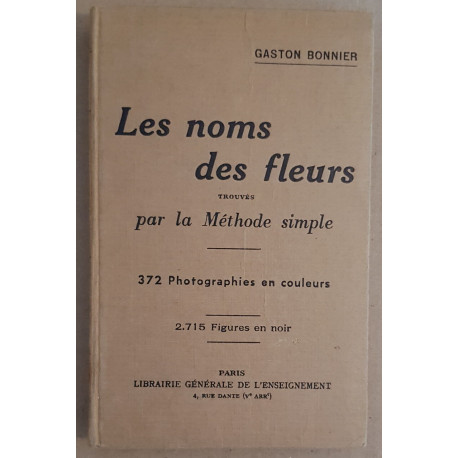 GASTON BONNIER
Les noms
des fleurs
TROUVÉS
par la Méthode simple
372 Photographies en couleurs
2.715 Figures en noir
PARIS
LIBRAIRIE GÉNÉRALE DE L'ENSEIGNEMENT
4, RUE DANTE (Vᵉ ARRᵗ)